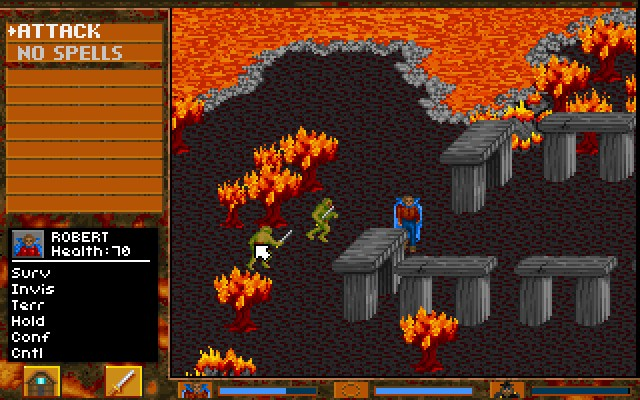 ATTACK
NO SPELLS
ROBERT
Health:70
Surv
Invis
Terr
Hold
Conf
Cntl